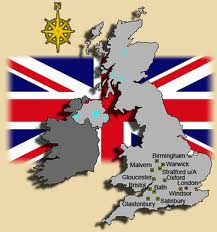 Birmingham
Warwick
Malvern
Stratford u/A
Gloucester
Oxford
Bristol
Bath
London
Windsor
Glastonbury
Salisbury